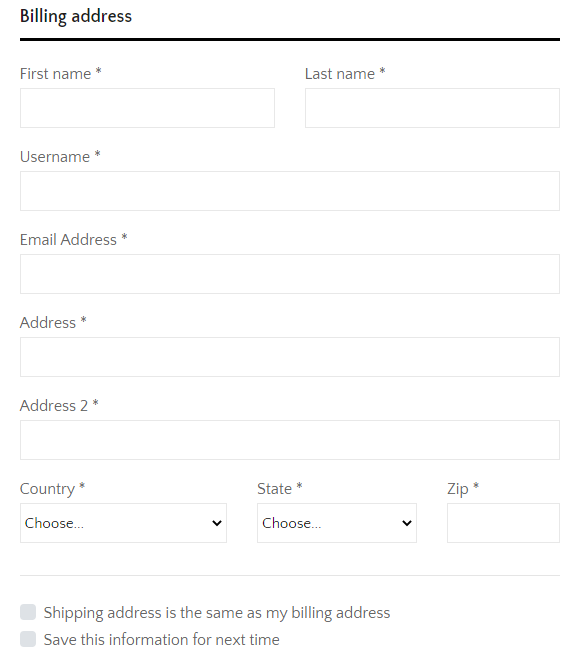 Billing address
First name * Last name *
Username *
Email Address *
Address *
Address 2 *
Country * State * Zip *
Choose... Choose...
Shipping address is the same as my billing address
Save this information for next time